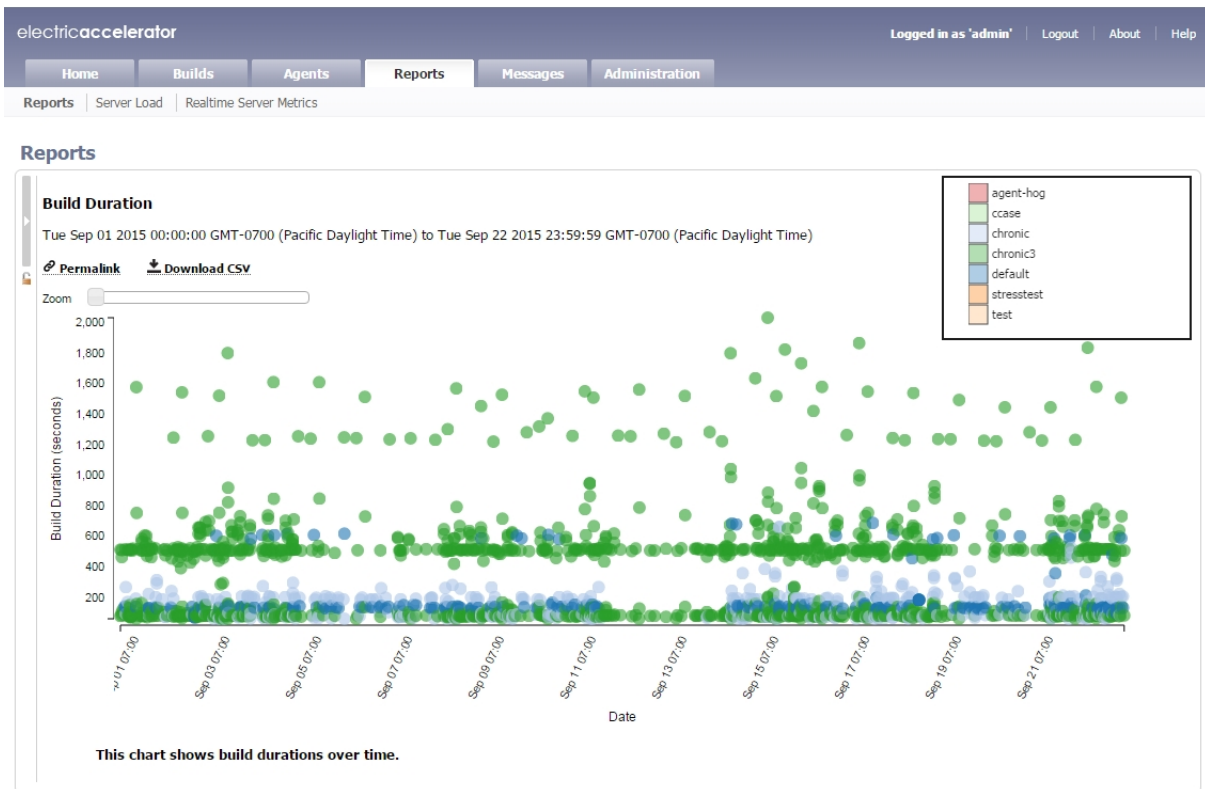 electricaccelerator
Logged in as 'admin' Logout About Help
Home Builds Agents Reports Messages Administration
Reports Server Load Realtime Server Metrics
Reports
Build Duration
Tue Sep 01 2015 00:00:00 GMT-0700 (Pacific Daylight Time) to Tue Sep 22 2015 23:59:59 GMT-0700 (Pacific Daylight Time)
Permalink Download CSV
Zoom
agent-hog
ccase
chronic
chronic3
default
stresstest
test
2,000
1,800
1,600
1,400
1,200
1,000
800
600
400
200
Build Duration (seconds)
01 07:00
Sep 03 07:00
Sep 05 07:00
Sep 07 07:00
Sep 09 07:00
Sep 11 07:00
Sep 13 07:00
Sep 15 07:00
Sep 17 07:00
Sep 19 07:00
Sep 21 07:00
Date
This chart shows build durations over time.